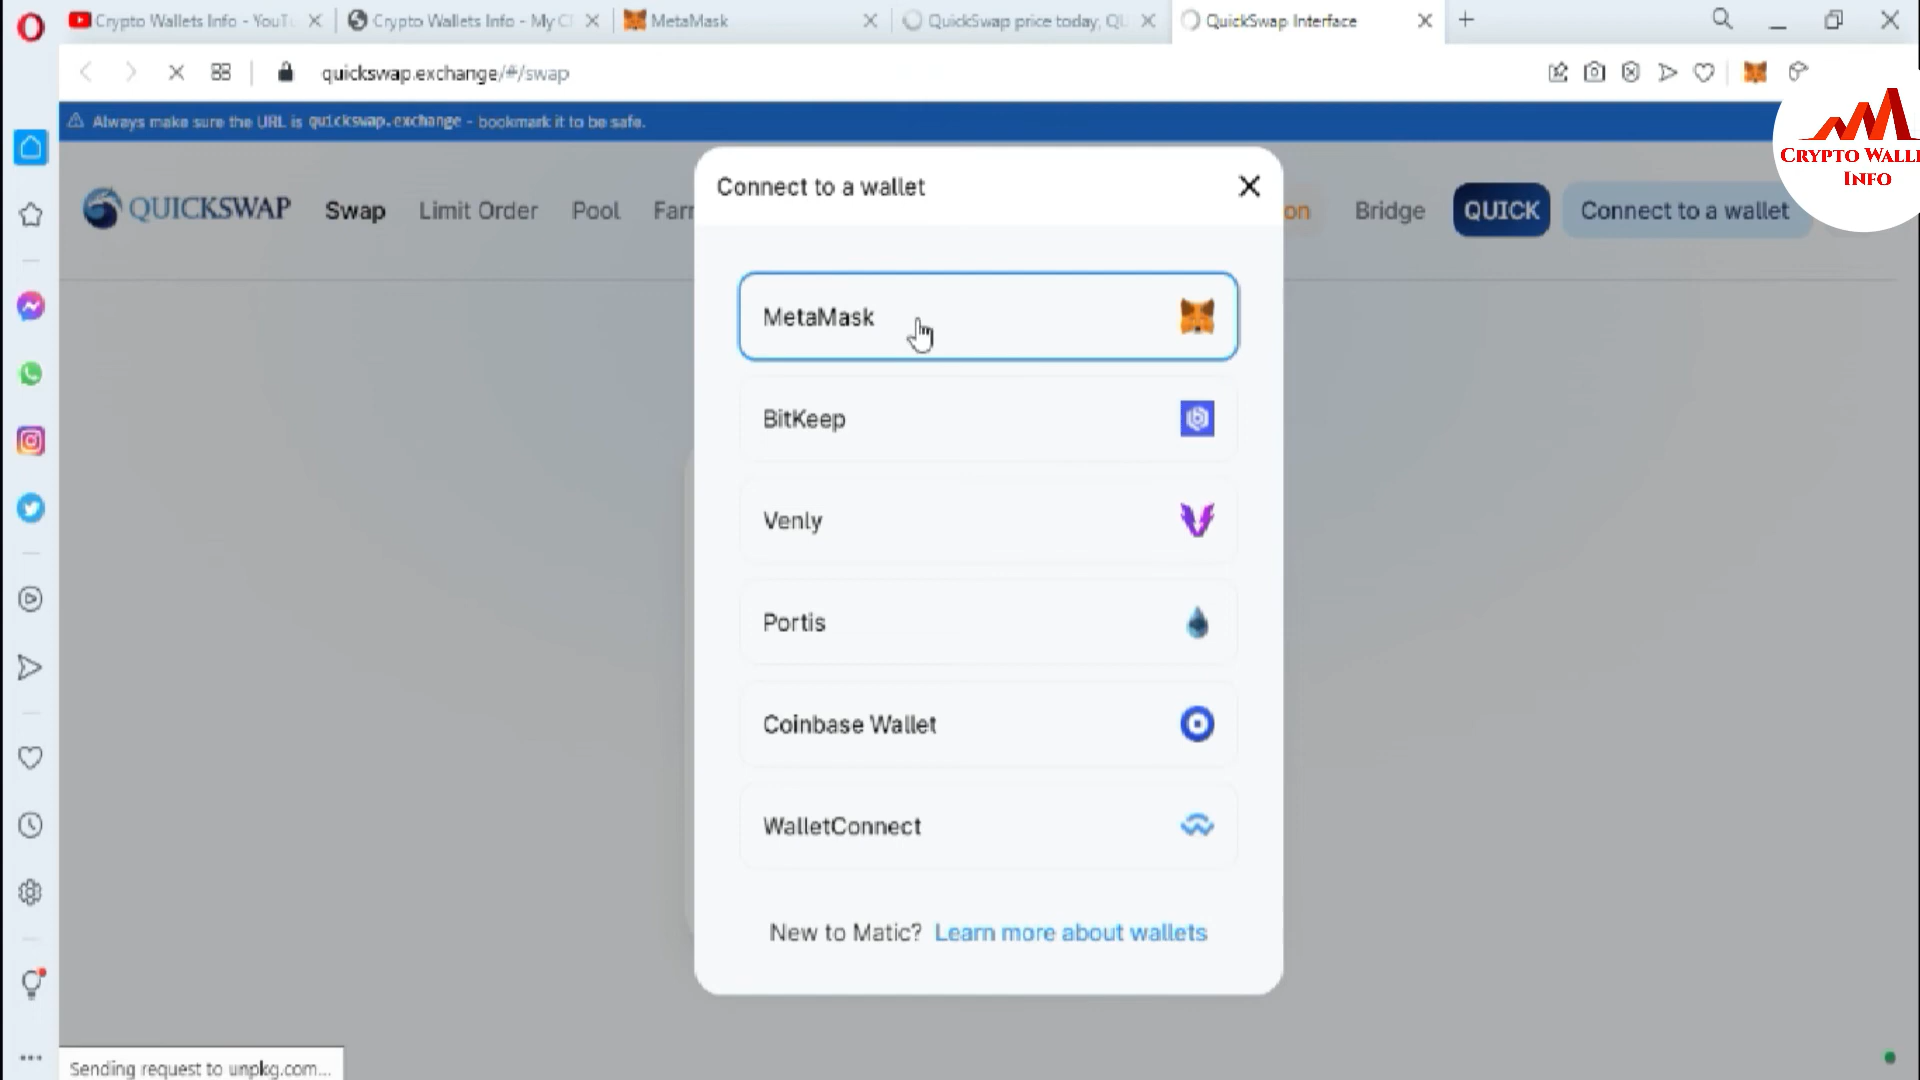 Crypto Wallets Info - YouTu
Crypto Wallets Info - My C
MetaMask
QuickSwap price today, QU
QuickSwap Interface
quickswap.exchange/#/swap
Always make sure the URL is quickswap.exchange - bookmark it to be safe.
CRYPTO WALLE
INFO
QUICKSWAP
Swap
Limit Order
Pool
Farm
on
Bridge
QUICK
Connect to a wallet
Connect to a wallet
MetaMask
BitKeep
Venly
Portis
Coinbase Wallet
WalletConnect
New to Matic? Learn more about wallets
Sending request to unpkg.com...